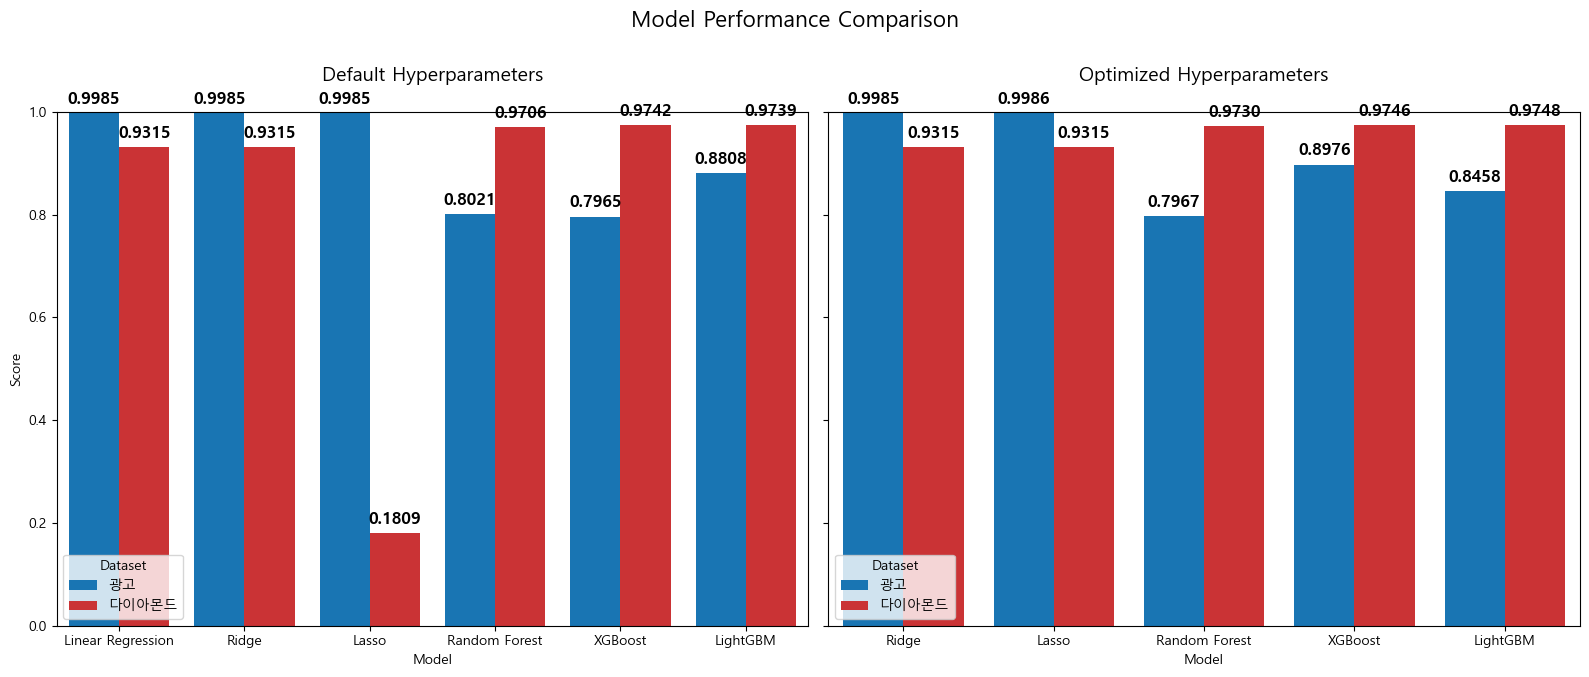 Model Performance Comparison
Default Hyperparameters
0.9985
0.9315
0.9985
0.9315
0.9985
0.1809
0.8021
0.9706
0.7965
0.9742
0.8808
0.9739
1.0
0.8
0.6
0.4
0.2
0.0
Score
Dataset
광고
다이아몬드
Linear Regression
Ridge
Lasso
Random Forest
XGBoost
LightGBM
Model
Optimized Hyperparameters
0.9985
0.9315
0.9986
0.9315
0.7967
0.9730
0.8976
0.9746
0.8458
0.9748
Dataset
광고
다이아몬드
Ridge
Lasso
Random Forest
XGBoost
LightGBM
Model